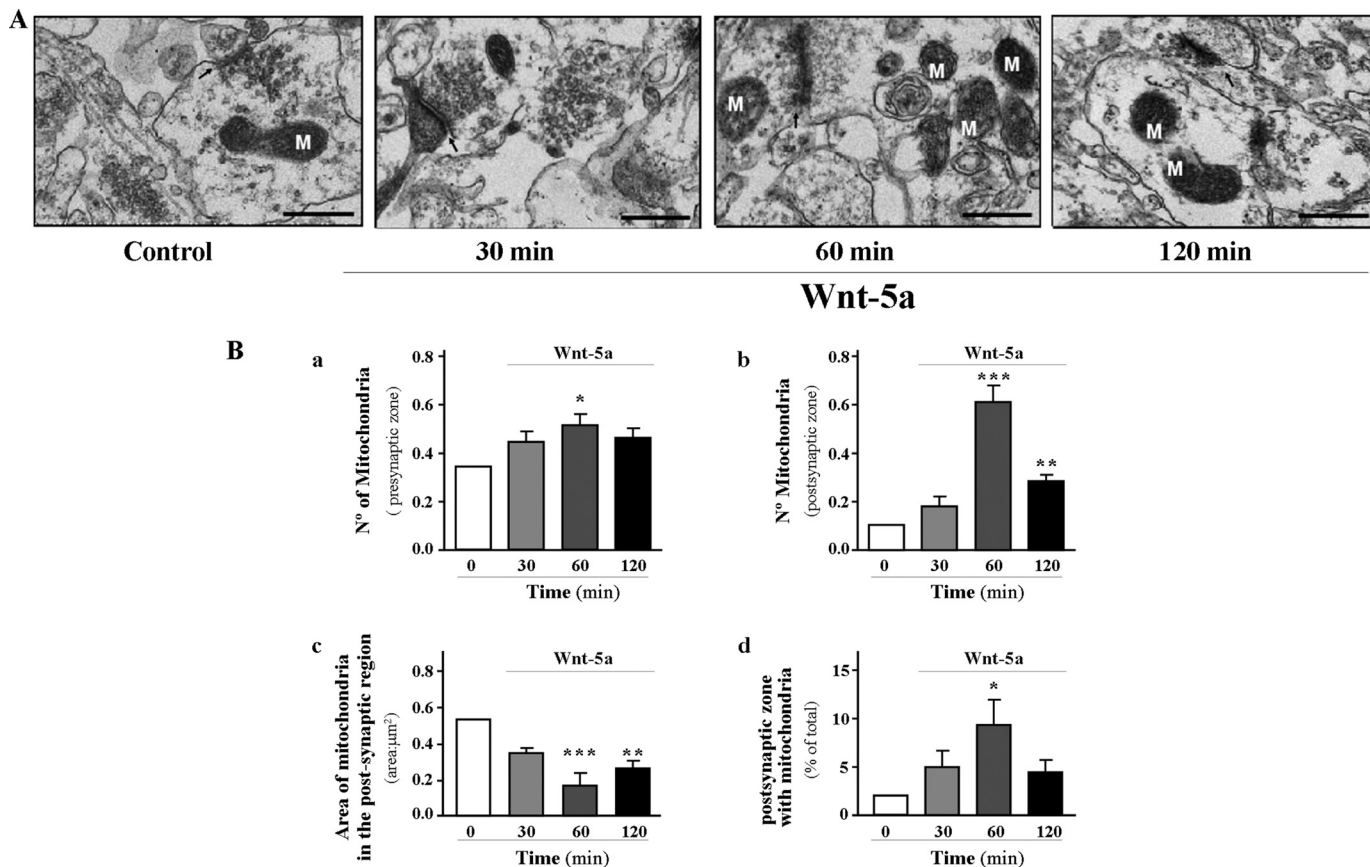 A
M
M
M
M
M
M
M
Control
30 min
60 min
120 min
Wnt-5a
B
a
Wnt-5a
Nº of Mitochondria
( presynaptic zone)
0.8
0.6
0.4
0.2
0.0
*
0
30
60
120
Time (min)
b
Wnt-5a
Nº Mitochondria
(postsynaptic zone)
0.8
0.6
0.4
0.2
0.0
***
**
0
30
60
120
Time (min)
c
Wnt-5a
Area of mitochondria
in the post-synaptic region
(area:µm²)
0.8
0.6
0.4
0.2
0.0
***
**
0
30
60
120
Time (min)
d
Wnt-5a
postsynaptic zone
with mitochondria
(% of total)
15
10
5
0
*
0
30
60
120
Time (min)